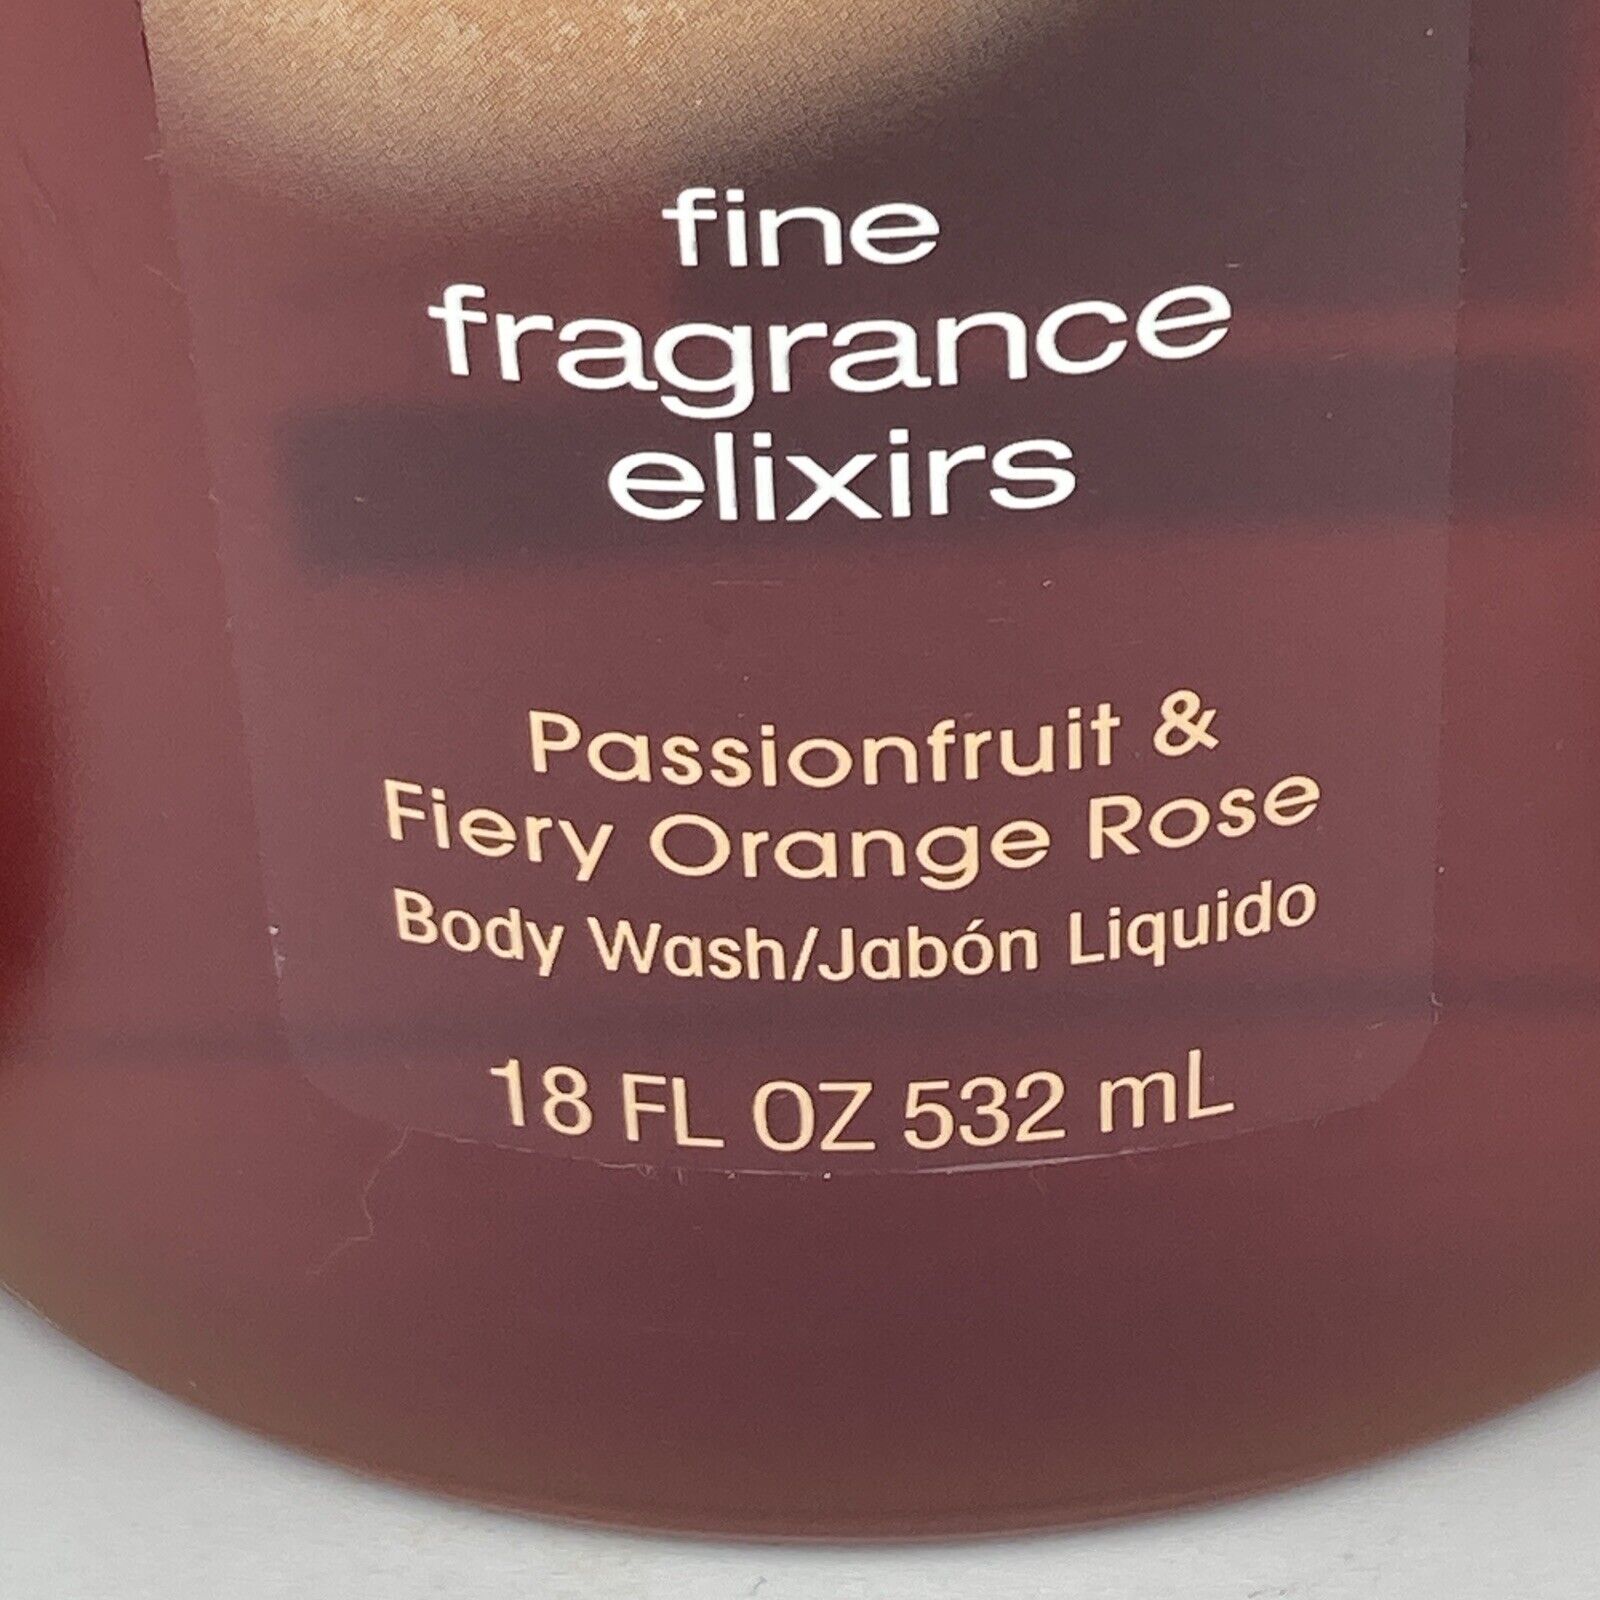 fine
fragrance
elixirs
Passionfruit &
Fiery Orange Rose
Body Wash/Jabón Liquido
18 FL OZ 532 mL